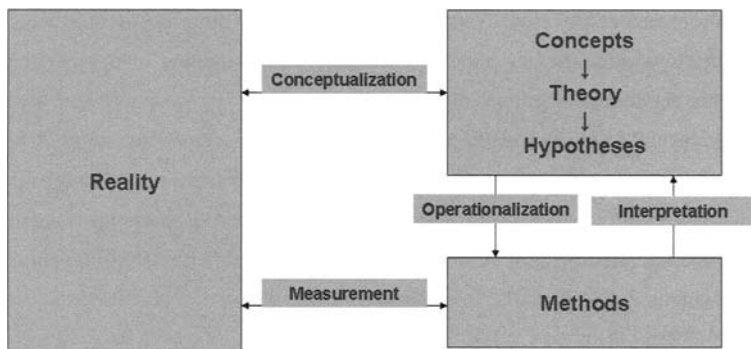 Concepts
Conceptualization
Theory
Hypotheses
Reality
Operationalization
Interpretation
Measurement
Methods